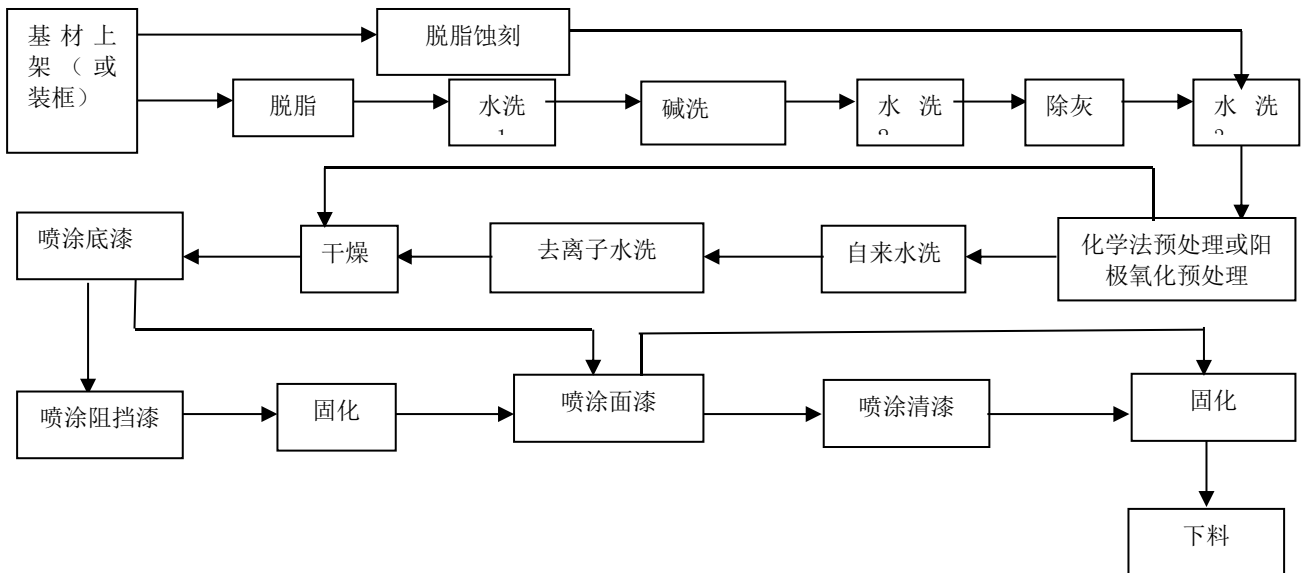 基材上
架（或
装框）
脱脂蚀刻
脱脂
水洗
碱洗
水洗
除灰
水洗
化学法预处理或阳
极氧化预处理
自来水洗
去离子水洗
干燥
喷涂底漆
喷涂阻挡漆
固化
喷涂面漆
喷涂清漆
固化
下料